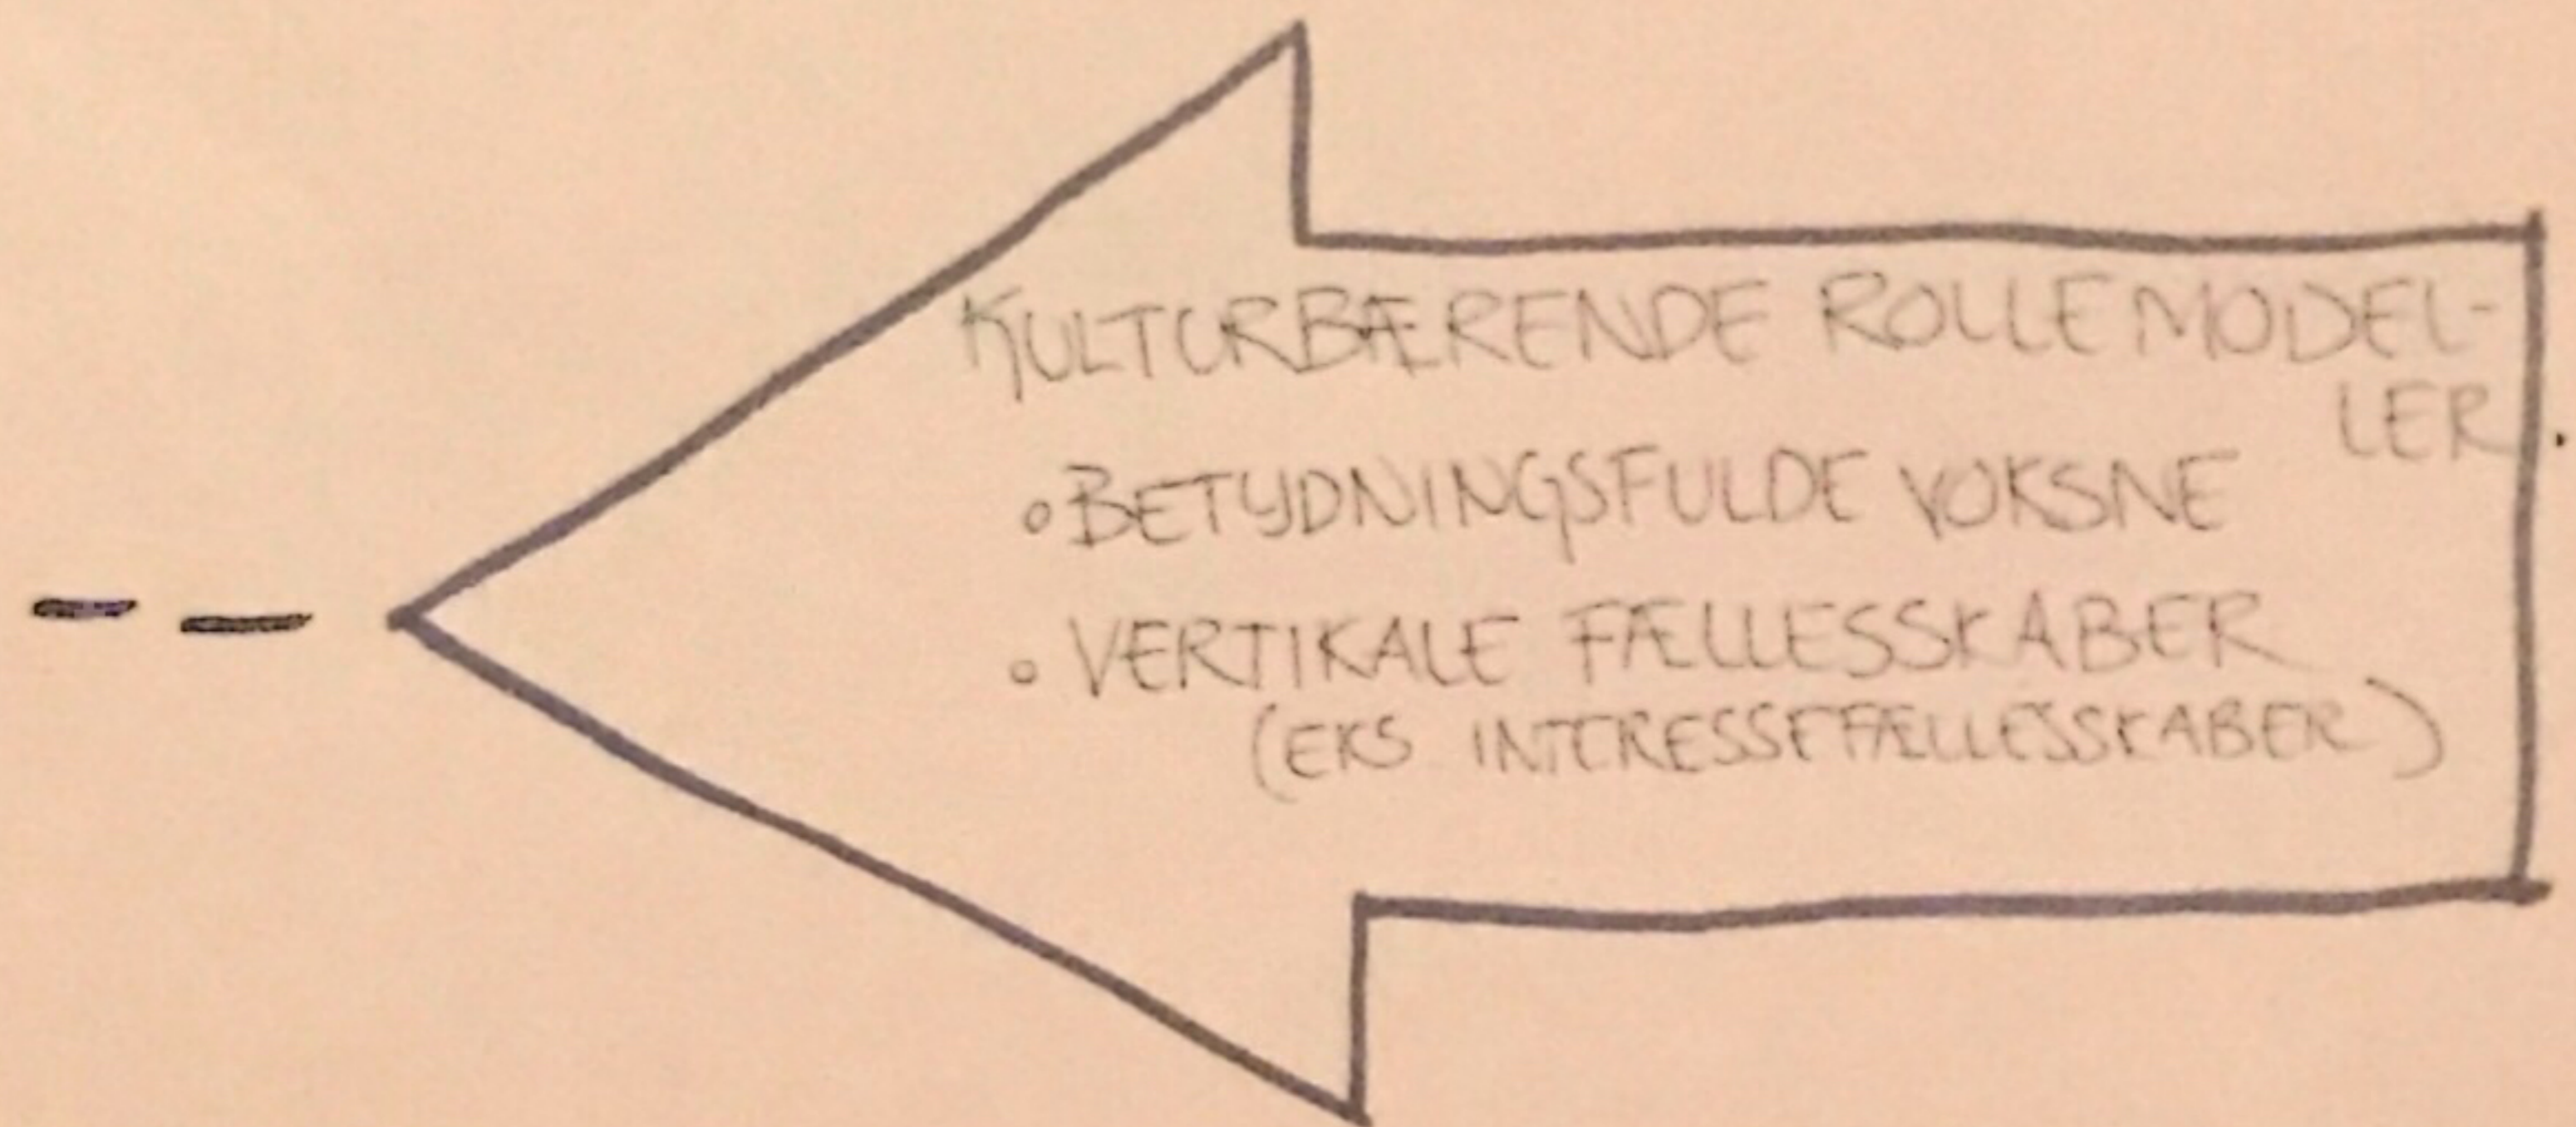 KULTURBÆRENDE ROLLEMODEL-
LER.
• BETYDNINGSFULDE VOKSNE
• VERTIKALE FÆLLESSKABER
(EKS INTERESSEFÆLLESSKABER)